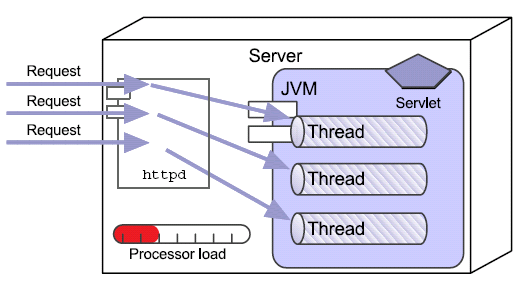 Server
Request
Request
Request
JVM
Servlet
Thread
Thread
Thread
httpd
Processor load